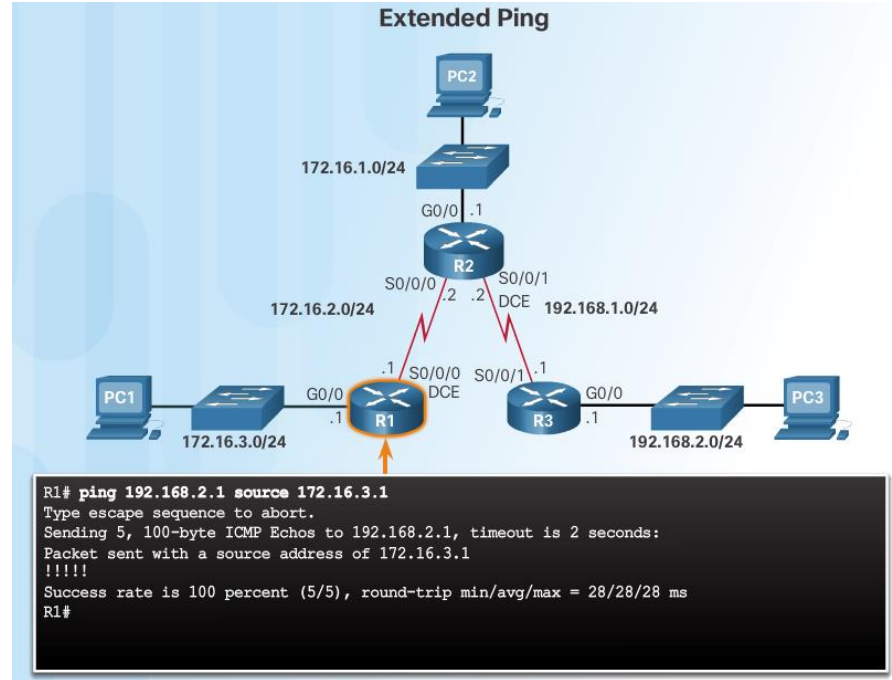 Extended Ping
PC2
172.16.1.0/24
G0/0 .1
R2
S0/0/0 .2 .2 S0/0/1
DCE
172.16.2.0/24
192.168.1.0/24
.1 S0/0/0
DCE
S0/0/1 .1
PC1
G0/0
.1
R1
172.16.3.0/24
R3
G0/0
.1
PC3
192.168.2.0/24
R1# ping 192.168.2.1 source 172.16.3.1
Type escape sequence to abort.
Sending 5, 100-byte ICMP Echos to 192.168.2.1, timeout is 2 seconds:
Packet sent with a source address of 172.16.3.1
!!!!!
Success rate is 100 percent (5/5), round-trip min/avg/max = 28/28/28 ms
R1#